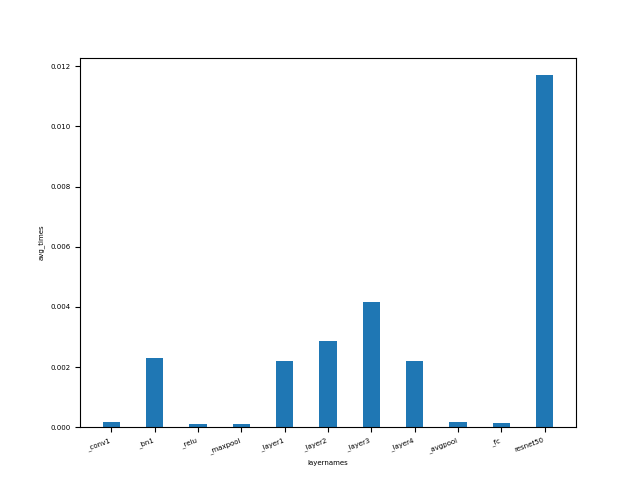 0.012
0.010
0.008
0.006
0.004
0.002
0.000
avg_times
_conv1 _bn1 _relu _maxpool _layer1 _layer2 _layer3 _layer4 _avgpool _fc resnet50
layernames